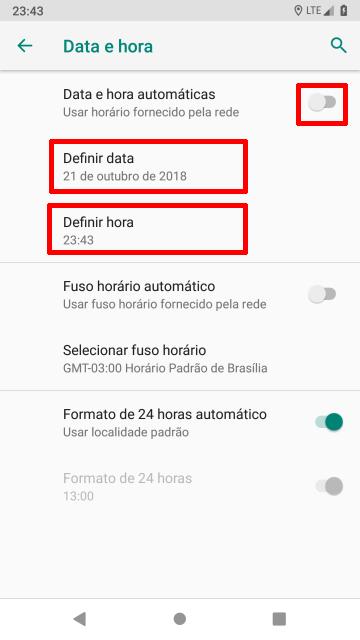 23:43 LTE
Data e hora
Data e hora automáticas
Usar horário fornecido pela rede
Definir data
21 de outubro de 2018
Definir hora
23:43
Fuso horário automático
Usar fuso horário fornecido pela rede
Selecionar fuso horário
GMT-03:00 Horário Padrão de Brasília
Formato de 24 horas automático
Usar localidade padrão
Formato de 24 horas
13:00